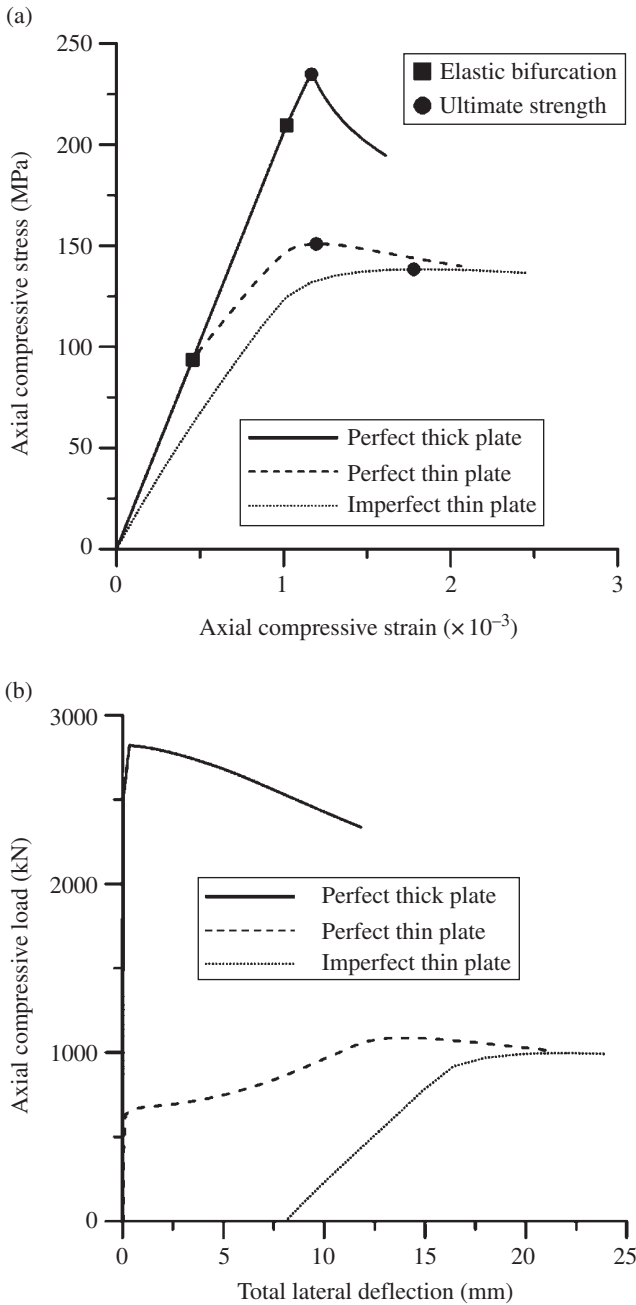 (a)
250
200
150
100
50
0
Axial compressive stress (MPa)
Elastic bifurcation
Ultimate strength
Perfect thick plate
Perfect thin plate
Imperfect thin plate
0
1
2
3
Axial compressive strain (× 10⁻³)
(b)
3000
2000
1000
0
Axial compressive load (kN)
Perfect thick plate
Perfect thin plate
Imperfect thin plate
0
5
10
15
20
25
Total lateral deflection (mm)